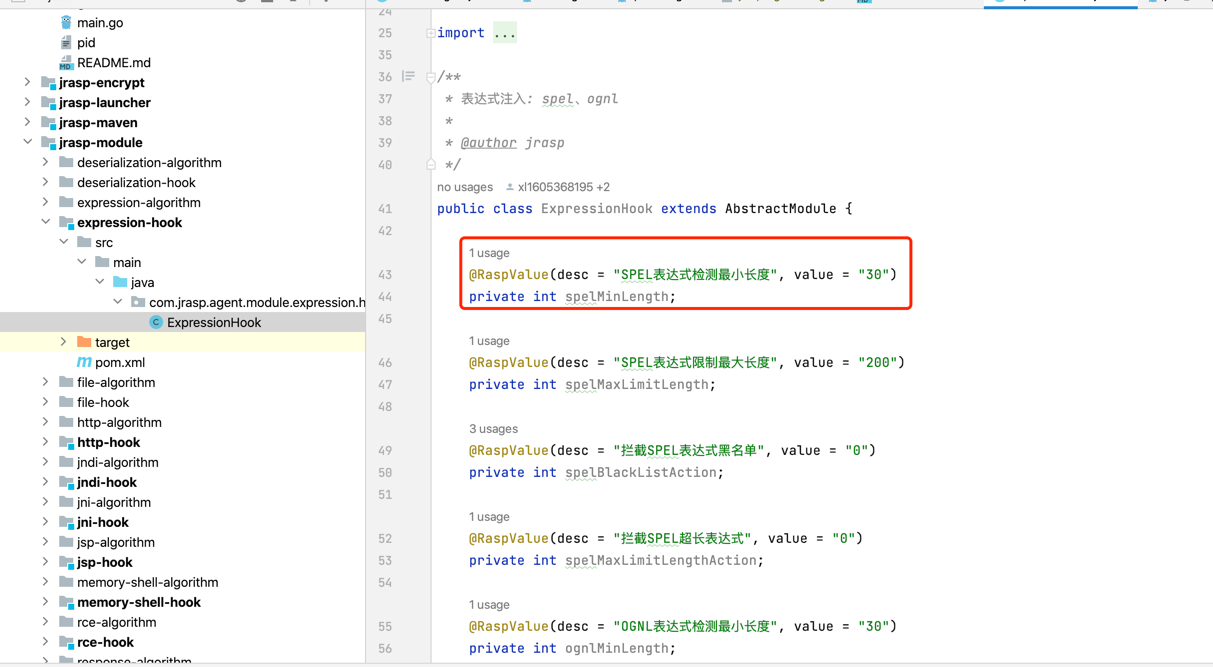 main.go
pid
README.md
jrasp-encrypt
jrasp-launcher
jrasp-maven
jrasp-module
deserialization-algorithm
deserialization-hook
expression-algorithm
expression-hook
src
main
java
com.jrasp.agent.module.expression.h
ExpressionHook
target
pom.xml
file-algorithm
file-hook
http-algorithm
http-hook
jndi-algorithm
jndi-hook
jni-algorithm
jni-hook
jsp-algorithm
jsp-hook
memory-shell-algorithm
memory-shell-hook
rce-algorithm
rce-hook
response-algorithm
24
25 import ...
35
36 /**
37 * 表达式注入: spel、ognl
38 *
39 * @author jrasp
40 */
no usages xl1605368195 +2
41 public class ExpressionHook extends AbstractModule {
42
1 usage
43 @RaspValue(desc = "SPEL表达式检测最小长度", value = "30")
44 private int spelMinLength;
45
1 usage
46 @RaspValue(desc = "SPEL表达式限制最大长度", value = "200")
47 private int spelMaxLimitLength;
48
3 usages
49 @RaspValue(desc = "拦截SPEL表达式黑名单", value = "0")
50 private int spelBlackListAction;
51
1 usage
52 @RaspValue(desc = "拦截SPEL超长表达式", value = "0")
53 private int spelMaxLimitLengthAction;
54
1 usage
55 @RaspValue(desc = "OGNL表达式检测最小长度", value = "30")
56 private int ognlMinLength;